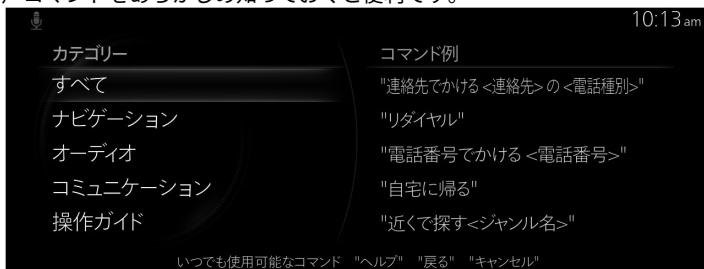 コマンドをあらかじめ知っておくと便利です。
10:13 am
カテゴリー
コマンド例
すべて
"連絡先でかける <連絡先> の <電話種別>"
ナビゲーション
"リダイヤル"
オーディオ
"電話番号でかける <電話番号>"
コミュニケーション
"自宅に帰る"
操作ガイド
"近くで探す<ジャンル名>"
いつでも使用可能なコマンド "ヘルプ" "戻る" "キャンセル"